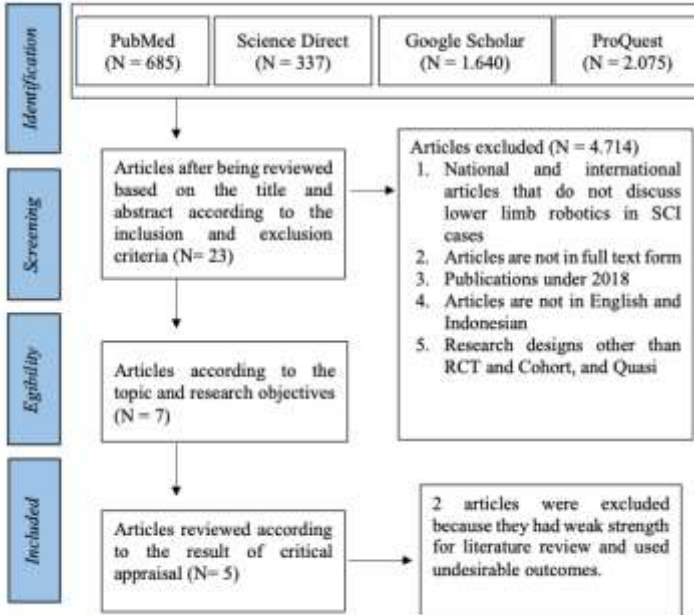 Identification
PubMed
(N = 685)
Science Direct
(N = 337)
Google Scholar
(N = 1.640)
ProQuest
(N = 2.075)
Screening
Articles after being reviewed
based on the title and
abstract according to the
inclusion and exclusion
criteria (N= 23)
Articles excluded (N = 4.714)
1. National and international
articles that do not discuss
lower limb robotics in SCI
cases
2. Articles are not in full text form
3. Publications under 2018
4. Articles are not in English and
Indonesian
5. Research designs other than
RCT and Cohort, and Quasi
Egibility
Articles according to the
topic and research objectives
(N = 7)
Included
Articles reviewed according
to the result of critical
appraisal (N= 5)
2 articles were excluded
because they had weak strength
for literature review and used
undesirable outcomes.